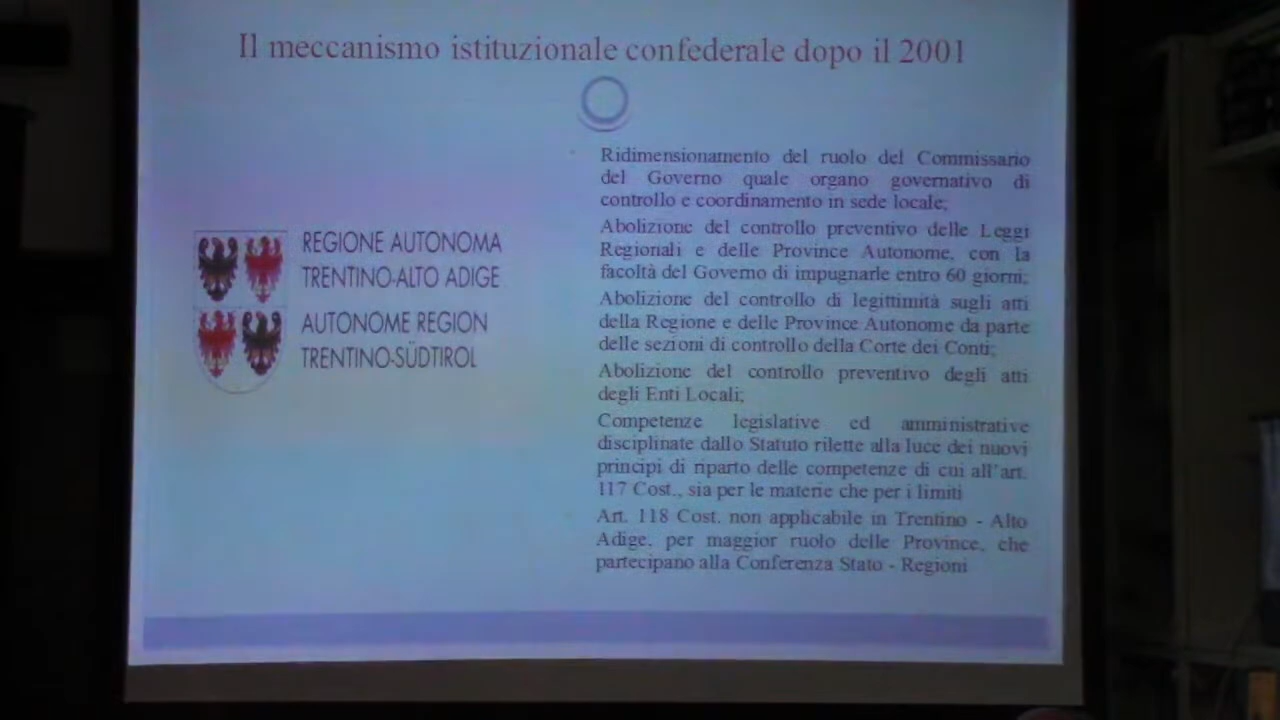 Il meccanismo istituzionale confederale dopo il 2001
REGIONE AUTONOMA
TRENTINO-ALTO ADIGE
AUTONOME REGION
TRENTINO-SÜDTIROL
Ridimensionamento del ruolo del Commissario
del Governo quale organo governativo di
controllo e coordinamento in sede locale;
Abolizione del controllo preventivo delle Leggi
Regionali e delle Province Autonome, con la
facoltà del Governo di impugnarle entro 60 giorni;
Abolizione del controllo di legittimità sugli atti
della Regione e delle Province Autonome da parte
delle sezioni di controllo della Corte dei Conti;
Abolizione del controllo preventivo degli atti
degli Enti Locali;
Competenze legislative ed amministrative
disciplinate dallo Statuto rilette alla luce dei nuovi
principi di riparto delle competenze di cui all'art.
117 Cost., sia per le materie che per i limiti
Art. 118 Cost. non applicabile in Trentino - Alto
Adige, per maggior ruolo delle Province, che
partecipano alla Conferenza Stato - Regioni